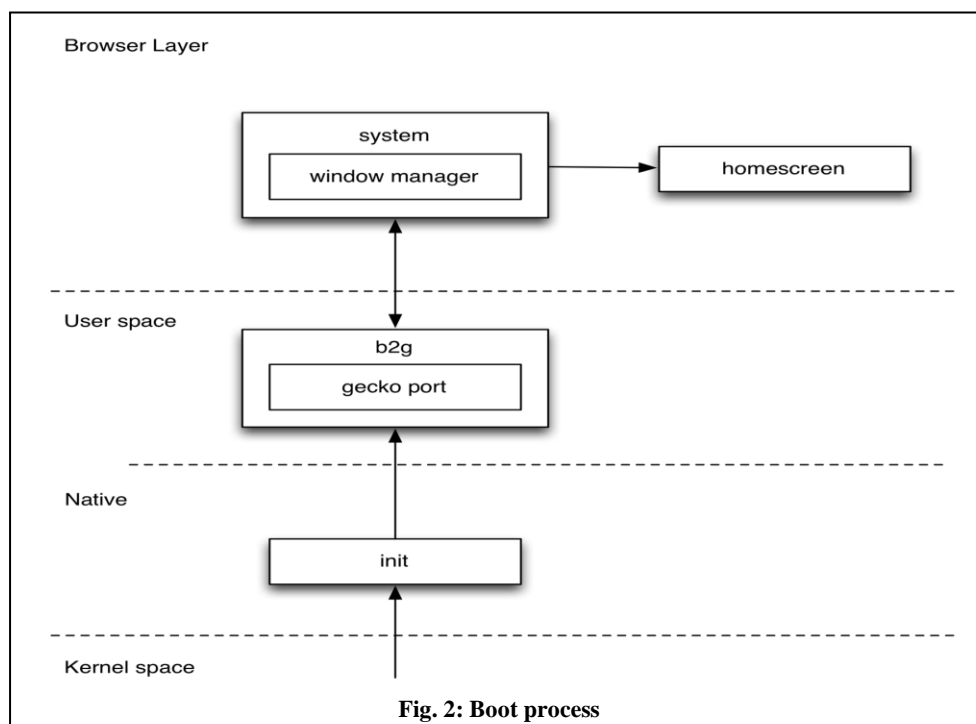 Browser Layer
system
window manager
homescreen
User space
b2g
gecko port
Native
init
Kernel space
Fig. 2: Boot process